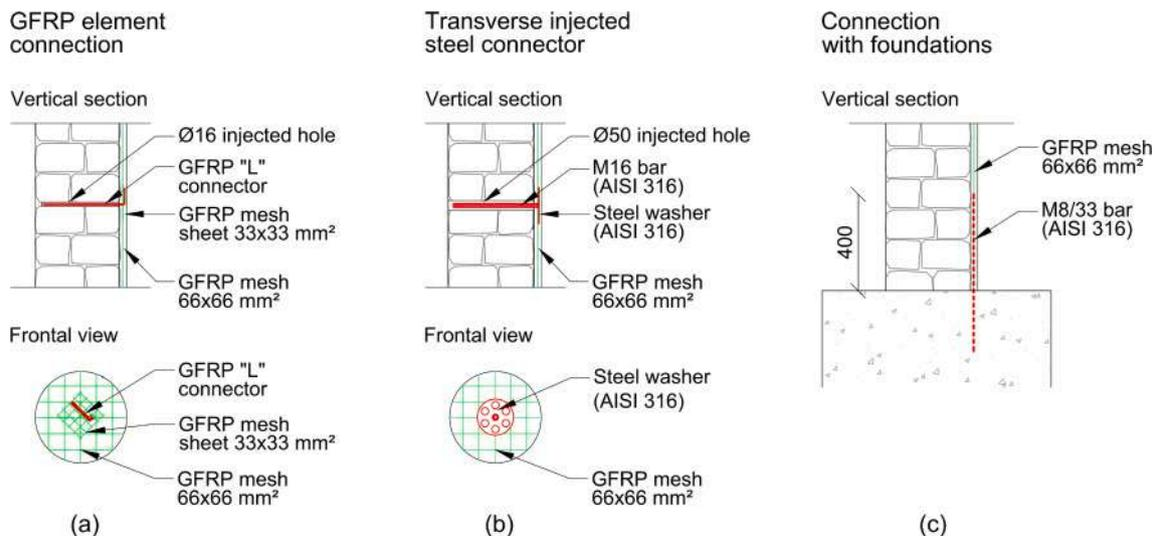 GFRP element
connection
Vertical section
Ø16 injected hole
GFRP "L"
connector
GFRP mesh
sheet 33x33 mm²
GFRP mesh
66x66 mm²
Frontal view
GFRP "L"
connector
GFRP mesh
sheet 33x33 mm²
GFRP mesh
66x66 mm²
(a)
Transverse injected
steel connector
Vertical section
Ø50 injected hole
M16 bar
(AISI 316)
Steel washer
(AISI 316)
GFRP mesh
66x66 mm²
Frontal view
Steel washer
(AISI 316)
GFRP mesh
66x66 mm²
(b)
Connection
with foundations
Vertical section
GFRP mesh
66x66 mm²
M8/33 bar
(AISI 316)
400
(c)